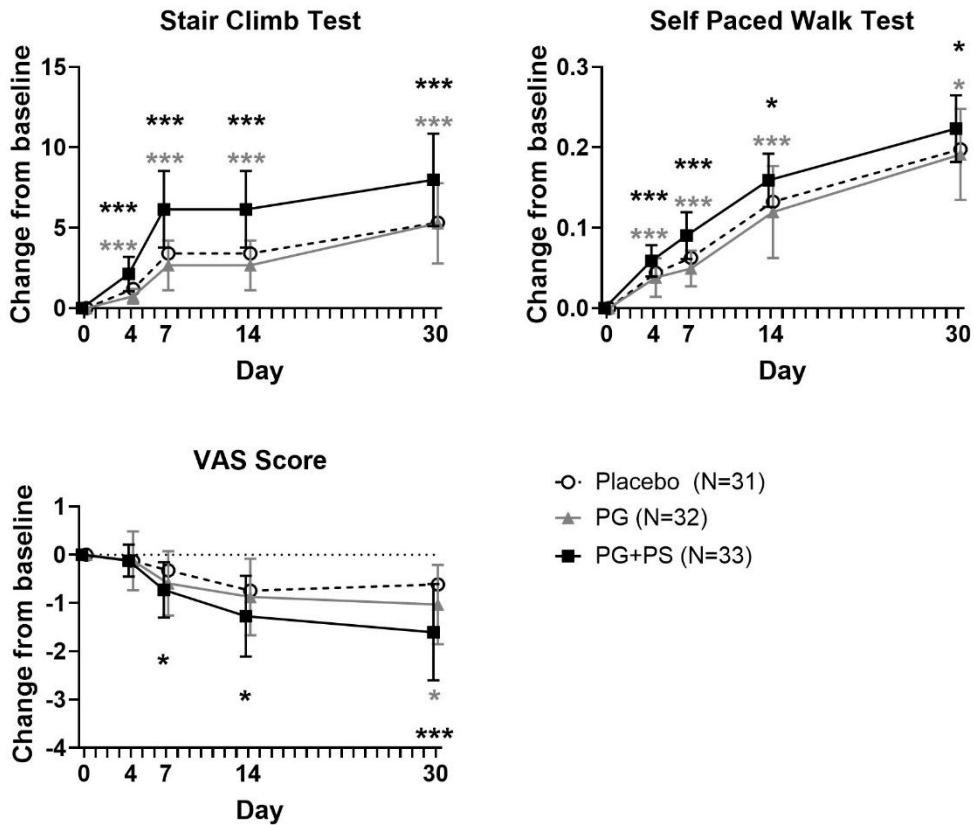 Stair Climb Test
Change from baseline
15
10
5
0
***
***
***
***
***
***
***
***
0 4 7 14 30
Day
Self Paced Walk Test
Change from baseline
0.3
0.2
0.1
0.0
***
***
***
***
*
***
*
*
0 4 7 14 30
Day
VAS Score
Change from baseline
1
0
-1
-2
-3
-4
*
*
*
***
0 4 7 14 30
Day
Placebo (N=31)
PG (N=32)
PG+PS (N=33)